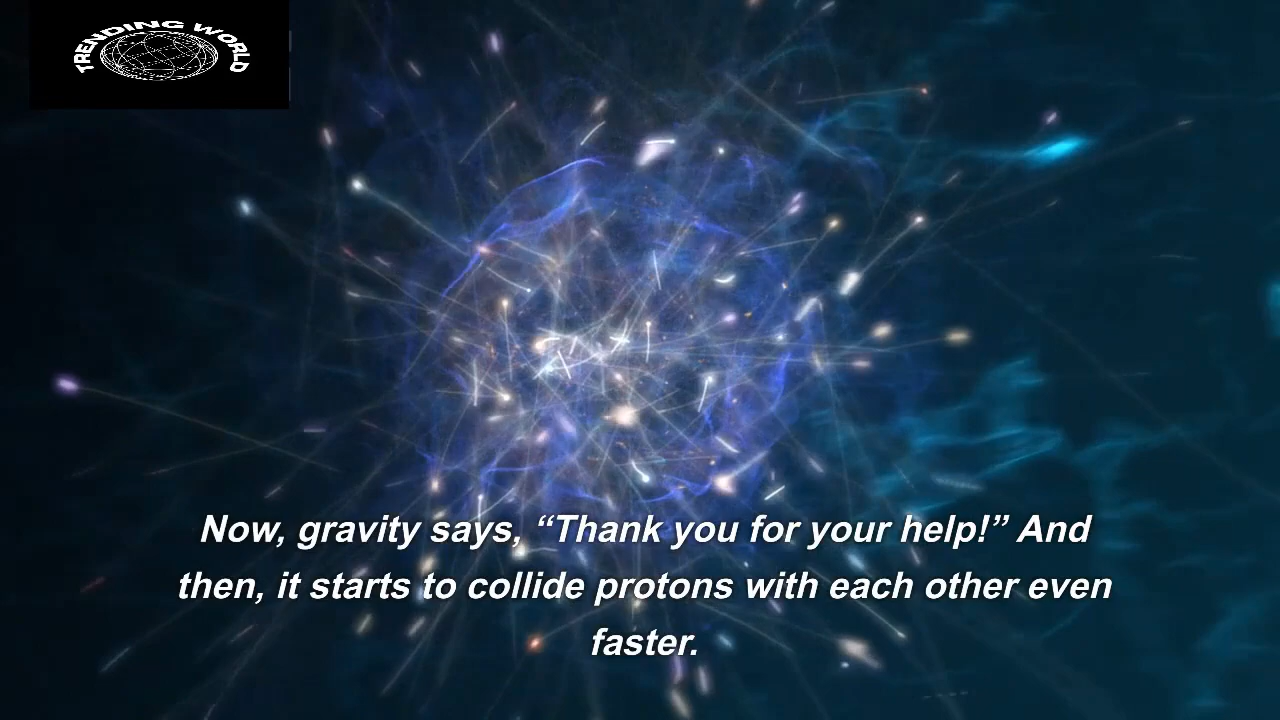 TRENDING WORLD
Now, gravity says, “Thank you for your help!” And
then, it starts to collide protons with each other even
faster.